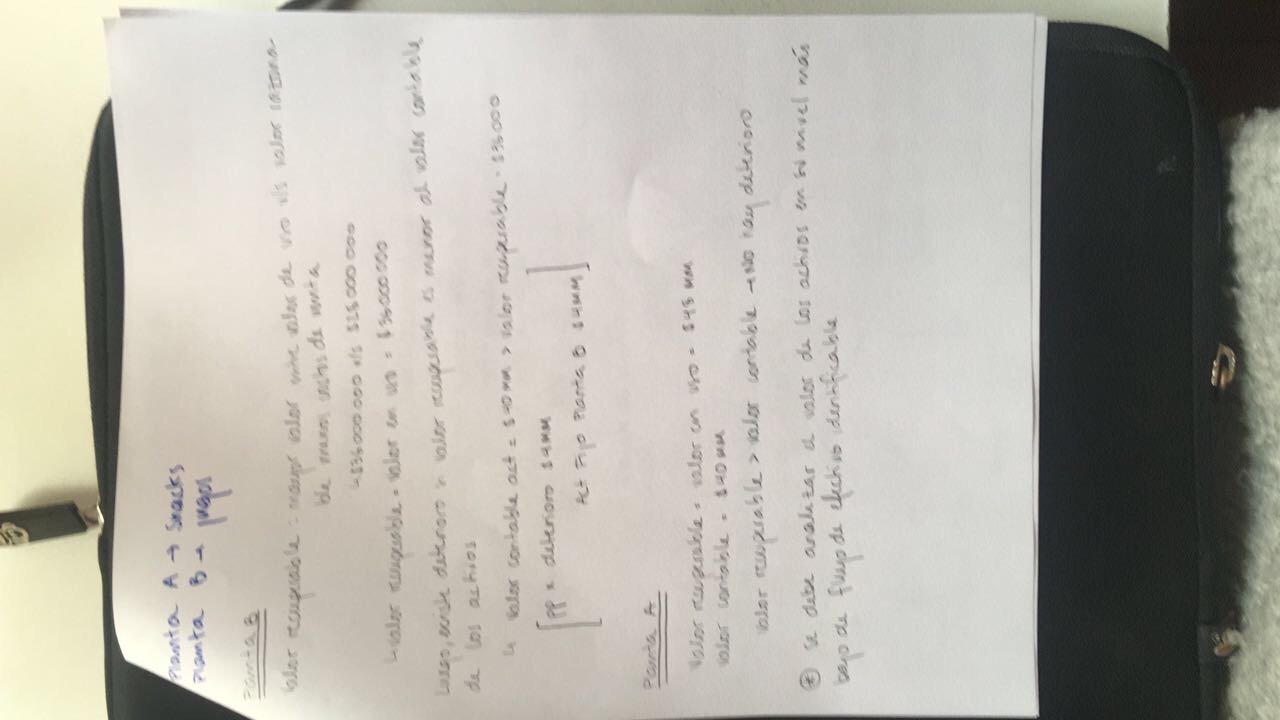 Planta A → Snacks
Planta B → jugos
Planta B
Valor recuperable: mayor valor entre valor de uso v/s valor razona-
ble menos costos de venta
↳ $36.000.000 v/s $28.000.000
↳ valor recuperable = valor en uso = $36.000.000
Luego, existe deterioro valor recuperable es menor al valor contable
de los activos
↳ valor contable act = $40 MM > valor recuperable = $36.000
[PP x deterioro $4MM
Act Fijo Planta B $4MM]
Planta A
Valor recuperable = valor en uso = $48 MM
Valor contable = $40 MM
Valor recuperable > valor contable → No hay deterioro
* Se debe analizar el valor de los activos en su nivel más
bajo de flujo de efectivo identificable